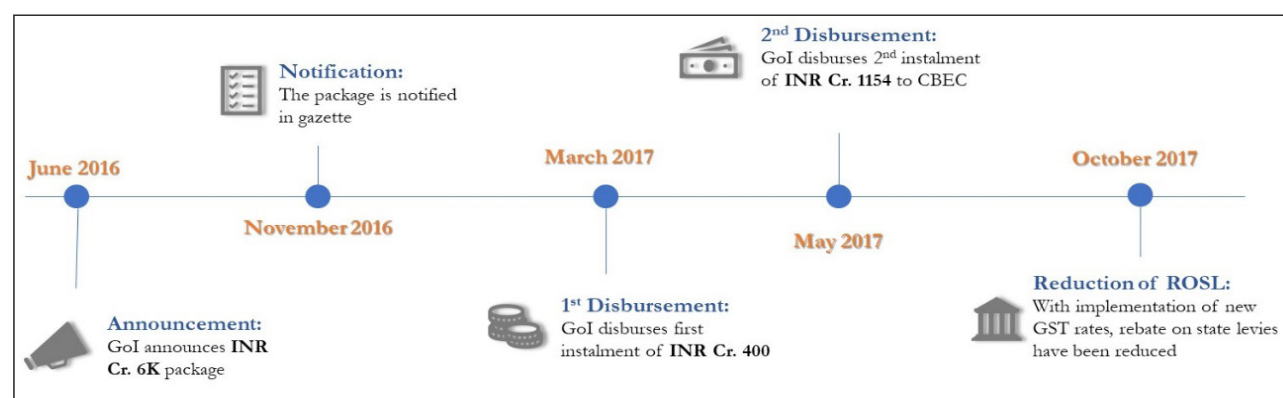 June 2016
Announcement:
GoI announces INR
Cr. 6K package
Notification:
The package is notified
in gazette
November 2016
March 2017
1st Disbursement:
GoI disburses first
instalment of INR Cr. 400
2nd Disbursement:
GoI disburses 2nd instalment
of INR Cr. 1154 to CBEC
May 2017
October 2017
Reduction of ROSL:
With implementation of new
GST rates, rebate on state levies
have been reduced